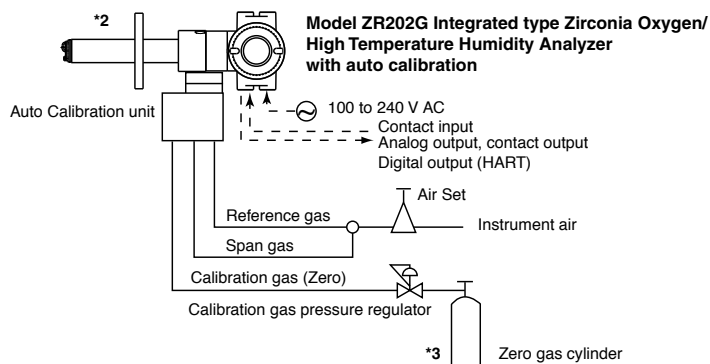 *2
Model ZR202G Integrated type Zirconia Oxygen/
High Temperature Humidity Analyzer
with auto calibration
Auto Calibration unit
100 to 240 V AC
Contact input
Analog output, contact output
Digital output (HART)
Air Set
Reference gas
Instrument air
Span gas
Calibration gas (Zero)
Calibration gas pressure regulator
*3
Zero gas cylinder